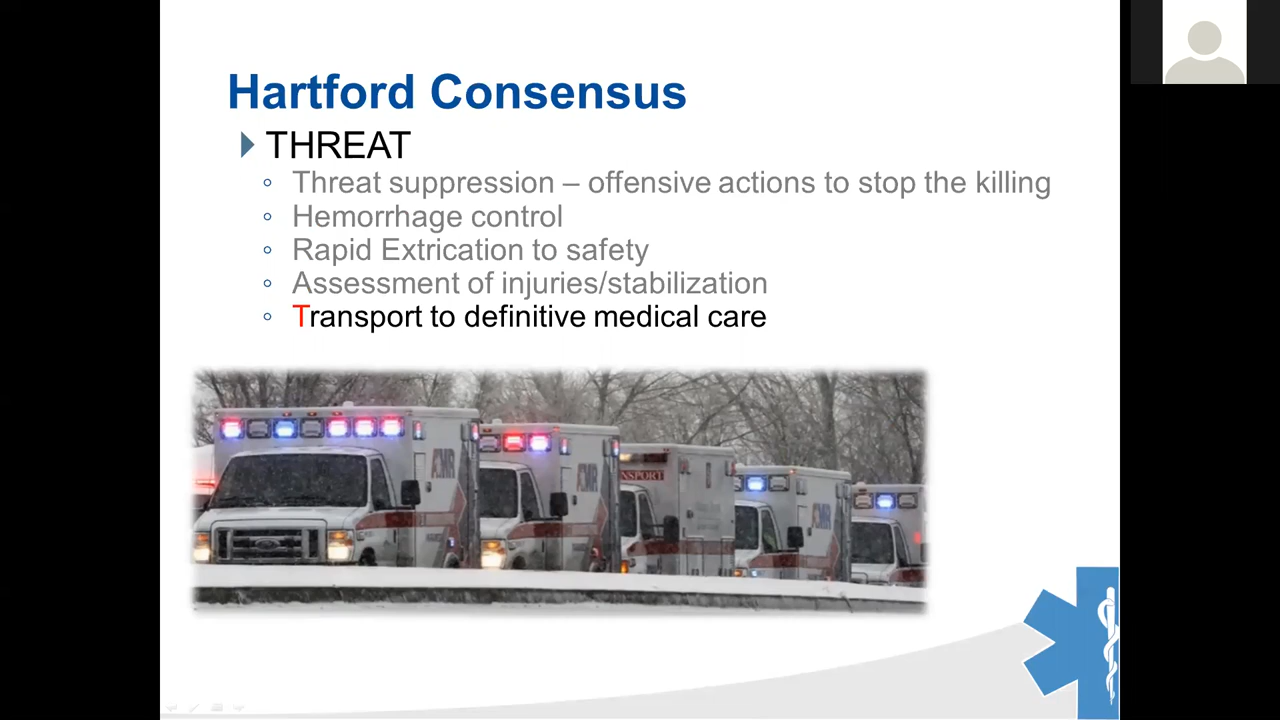 Hartford Consensus
THREAT
Threat suppression – offensive actions to stop the killing
Hemorrhage control
Rapid Extrication to safety
Assessment of injuries/stabilization
Transport to definitive medical care